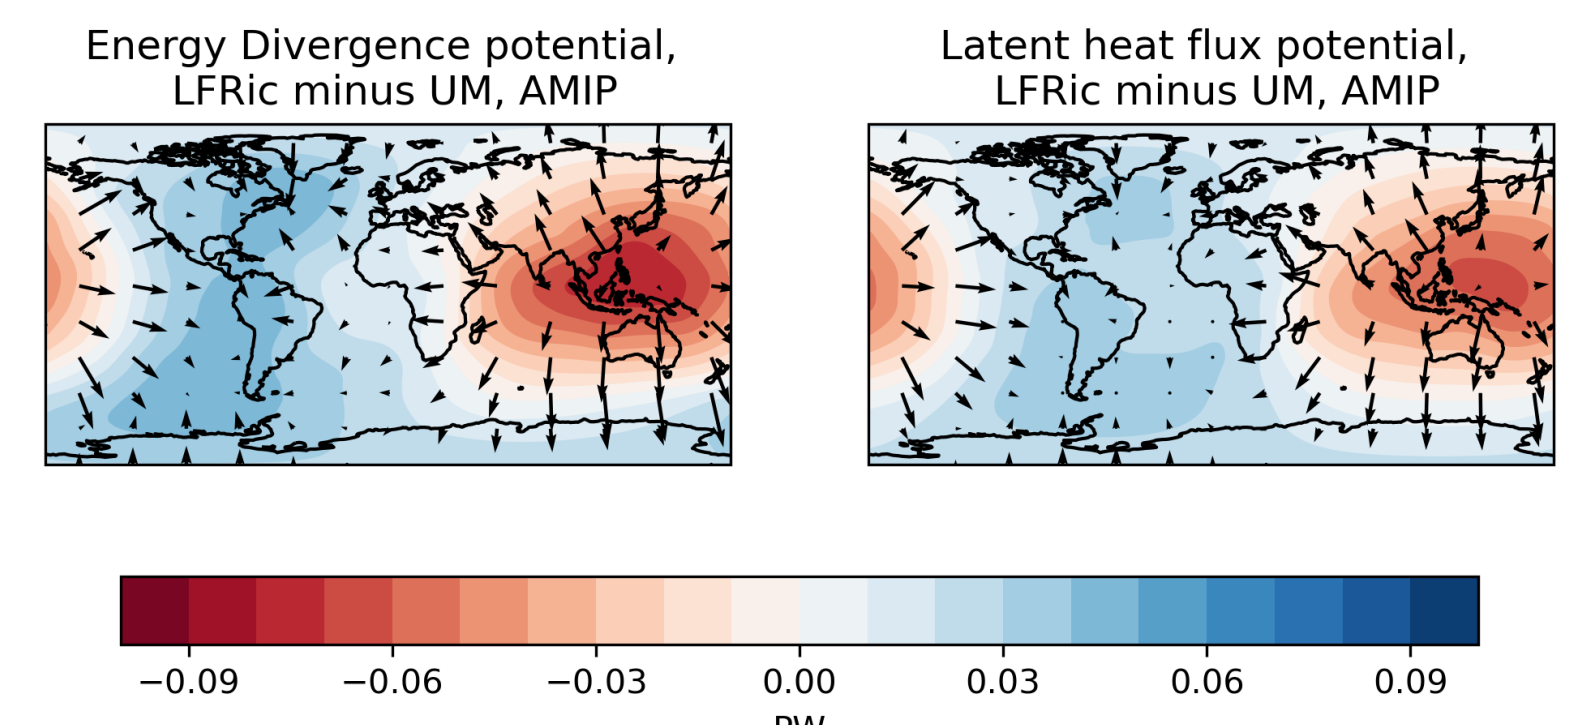 Energy Divergence potential,
LFRic minus UM, AMIP
Latent heat flux potential,
LFRic minus UM, AMIP
−0.09 −0.06 −0.03 0.00 0.03 0.06 0.09
PW